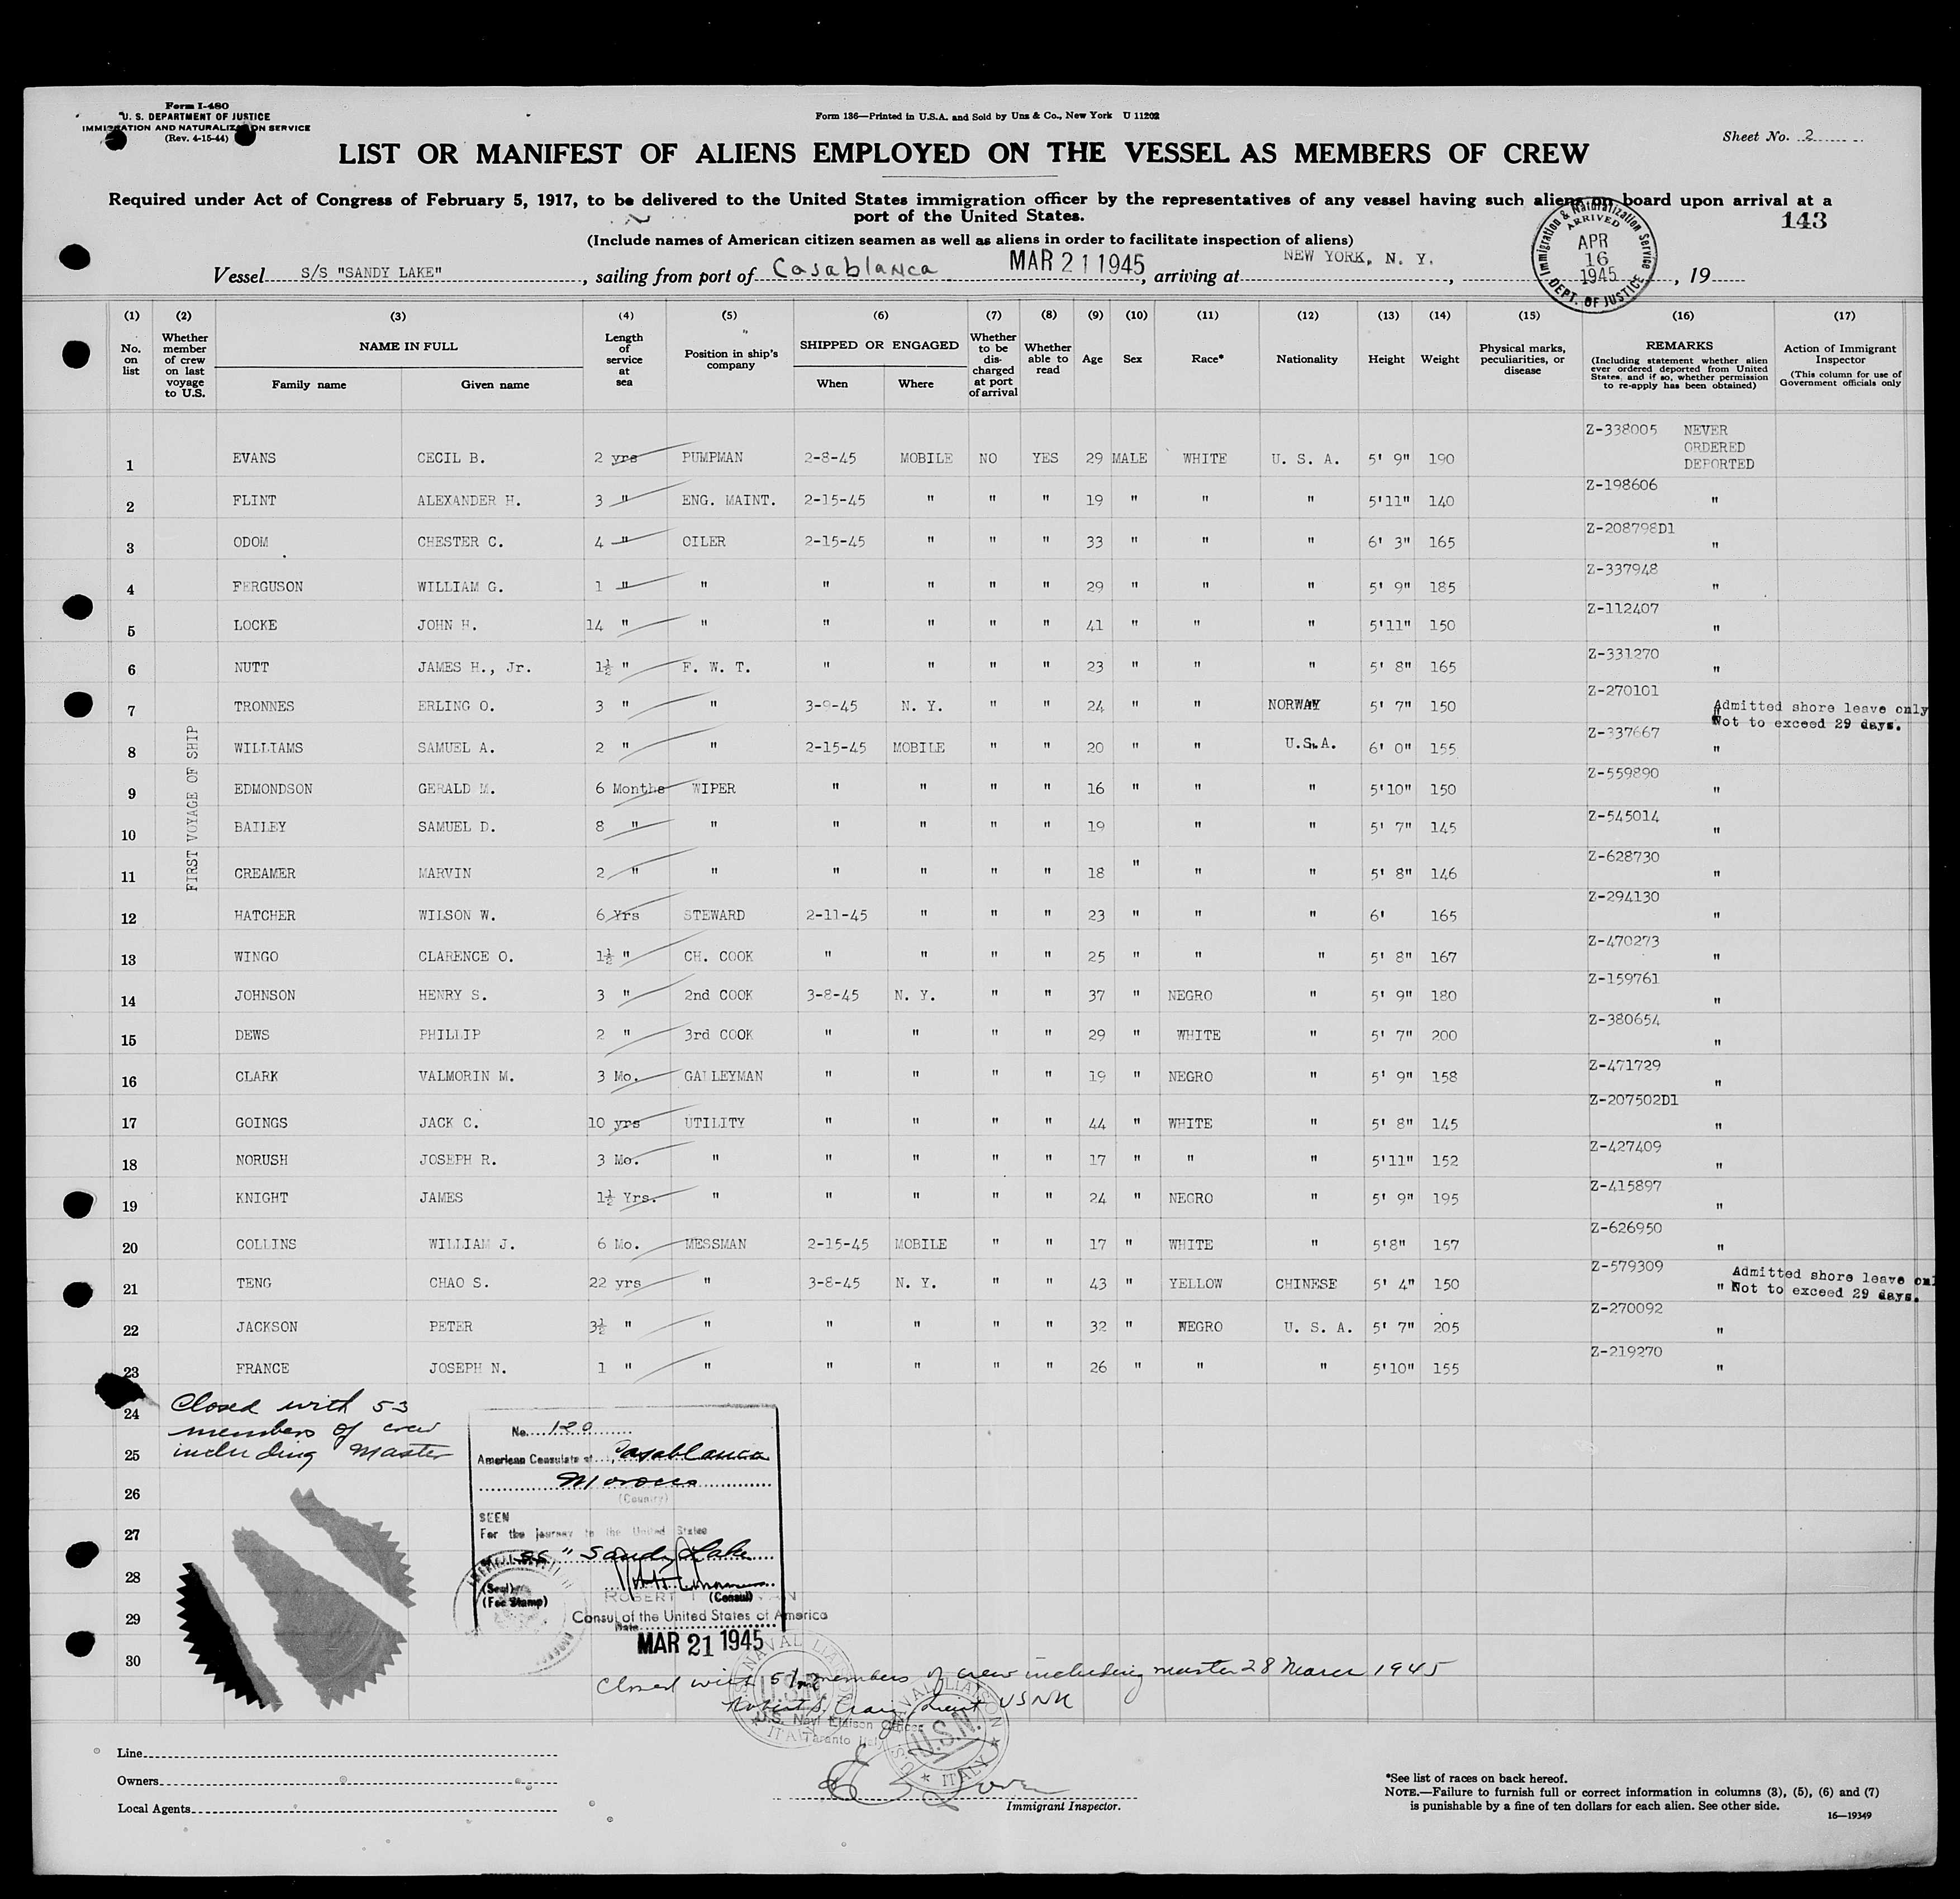 Form I-480
U. S. DEPARTMENT OF JUSTICE
IMMIGRATION AND NATURALIZATION SERVICE
(Rev. 4-15-44)
Form 136—Printed in U.S.A. and Sold by Unz & Co., New York U 11202
Sheet No. 2
LIST OR MANIFEST OF ALIENS EMPLOYED ON THE VESSEL AS MEMBERS OF CREW
Required under Act of Congress of February 5, 1917, to be delivered to the United States immigration officer by the representatives of any vessel having such aliens on board upon arrival at a
port of the United States.
143
(Include names of American citizen seamen as well as aliens in order to facilitate inspection of aliens)
Immigration & Naturalization Service
ARRIVED
APR
16
1945
DEPT. OF JUSTICE
Vessel S/S "SANDY LAKE" , sailing from port of Casablanca MAR 21 1945, arriving at NEW YORK, N. Y. , , 19
(1) (2) (3) (4) (5) (6) (7) (8) (9) (10) (11) (12) (13) (14) (15) (16) (17)
No. on list
Whether member of crew on last voyage to U.S.
NAME IN FULL
Family name Given name
Length of service at sea
Position in ship's company
SHIPPED OR ENGAGED
When Where
Whether to be discharged at port of arrival
Whether able to read
Age
Sex
Race*
Nationality
Height
Weight
Physical marks, peculiarities, or disease
REMARKS
(Including statement whether alien ever ordered deported from United States, and if so, whether permission to re-apply has been obtained)
Action of Immigrant Inspector
(This column for use of Government officials only
FIRST VOYAGE OF SHIP
1 EVANS CECIL B. 2 yrs PUMPMAN 2-8-45 MOBILE NO YES 29 MALE WHITE U. S. A. 5' 9" 190 Z-338005 NEVER ORDERED DEPORTED
2 FLINT ALEXANDER H. 3 " ENG. MAINT. 2-15-45 " " " 19 " " " 5'11" 140 Z-198606 "
3 ODOM CHESTER C. 4 " OILER 2-15-45 " " " 33 " " " 6' 3" 165 Z-208798D1 "
4 FERGUSON WILLIAM G. 1 " " " " " " 29 " " " 5' 9" 185 Z-337948 "
5 LOCKE JOHN H. 14 " " " " " " 41 " " " 5'11" 150 Z-112407 "
6 NUTT JAMES H., Jr. 1½ " F. W. T. " " " " 23 " " " 5' 8" 165 Z-331270 "
7 TRONNES ERLING O. 3 " " 3-9-45 N. Y. " " 24 " " NORWAY 5' 7" 150 Z-270101 " Admitted shore leave only Not to exceed 29 days.
8 WILLIAMS SAMUEL A. 2 " " 2-15-45 MOBILE " " 20 " " U.S.A. 6' 0" 155 Z-337667 "
9 EDMONDSON GERALD M. 6 Months WIPER " " " " 16 " " " 5'10" 150 Z-559890 "
10 BAILEY SAMUEL D. 8 " " " " " " 19 " " 5' 7" 145 Z-545014 "
11 CREAMER MARVIN 2 " " " " " " 18 " " " 5' 8" 146 Z-628730 "
12 HATCHER WILSON W. 6 Yrs STEWARD 2-11-45 " " " 23 " " " 6' 165 Z-294130 "
13 WINGO CLARENCE O. 1½ " CH. COOK " " " " 25 " " " 5' 8" 167 Z-470273 "
14 JOHNSON HENRY S. 3 " 2nd COOK 3-8-45 N. Y. " " 37 " NEGRO " 5' 9" 180 Z-159761 "
15 DEWS PHILLIP 2 " 3rd COOK " " " " 29 " WHITE " 5' 7" 200 Z-380654 "
16 CLARK VALMORIN M. 3 Mo. GALLEYMAN " " " " 19 " NEGRO " 5' 9" 158 Z-471729 "
17 GOINGS JACK C. 10 yrs UTILITY " " " " 44 " WHITE " 5' 8" 145 Z-207502D1 "
18 NORUSH JOSEPH R. 3 Mo. " " " " " 17 " " " 5'11" 152 Z-427409 "
19 KNIGHT JAMES 1½ Yrs. " " " " " 24 " NEGRO " 5' 9" 195 Z-415897 "
20 COLLINS WILLIAM J. 6 Mo. MESSMAN 2-15-45 MOBILE " " 17 " WHITE " 5'8" 157 Z-626950 "
21 TENG CHAO S. 22 yrs " 3-8-45 N. Y. " " 43 " YELLOW CHINESE 5' 4" 150 Z-579309 " Admitted shore leave Not to exceed 29 days.
22 JACKSON PETER 3½ " " " " " " 32 " NEGRO U. S. A. 5' 7" 205 Z-270092 "
23 FRANCE JOSEPH N. 1 " " " " " " 26 " " " 5'10" 155 Z-219270 "
24
25
26
27
28
29
30
Closed with 53
members of crew
including Master
No. 120
American Consulate at Casablanca
Morocco
(Country)
SEEN
For the journey to the United States
SS "Sandy Lake
(Seal)
(Fee Stamp)
(Consul)
ROBERT
Consul of the United States of America
Date
MAR 21 1945
Closed with members of crew including master 28 March 1945
Robert S. Craig Lieut USNR
U.S. Navl Liaison Officer
Taranto Italy
U.S. NAVAL LIAISON
U.S.N.
ITALY
NAVAL LIAISON
U.S.N.
ITALY
Line
Owners
Local Agents
Immigrant Inspector.
*See list of races on back hereof.
NOTE.—Failure to furnish full or correct information in columns (3), (5), (6) and (7)
is punishable by a fine of ten dollars for each alien. See other side.
16—19349